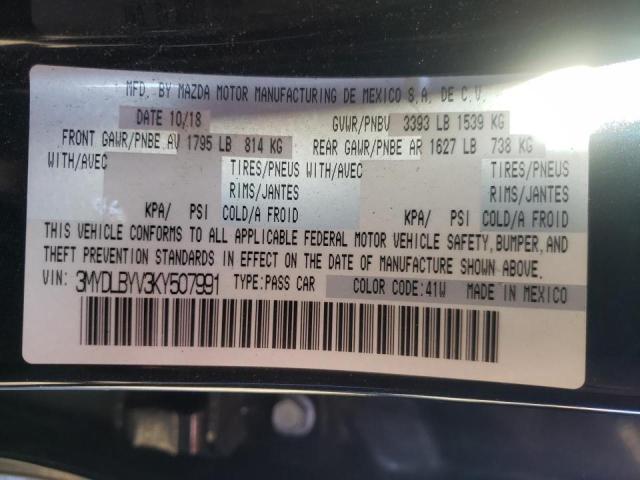 MFD. BY MAZDA MOTOR MANUFACTURING DE MEXICO S.A. DE C.V.
DATE 10/18 GVWR/PNBV 3393 LB 1539 KG
FRONT GAWR/PNBE AV 1795 LB 814 KG REAR GAWR/PNBE AR 1627 LB 738 KG
WITH/AVEC TIRES/PNEUS WITH/AVEC TIRES/PNEUS
RIMS/JANTES RIMS/JANTES
KPA/ PSI COLD/A FROID KPA/ PSI COLD/A FROID
THIS VEHICLE CONFORMS TO ALL APPLICABLE FEDERAL MOTOR VEHICLE SAFETY, BUMPER, AND
THEFT PREVENTION STANDARDS IN EFFECT ON THE DATE OF MANUFACTURE SHOWN ABOVE.
VIN: 3MYDLBYV3KY507991 TYPE:PASS CAR COLOR CODE:41W MADE IN MEXICO